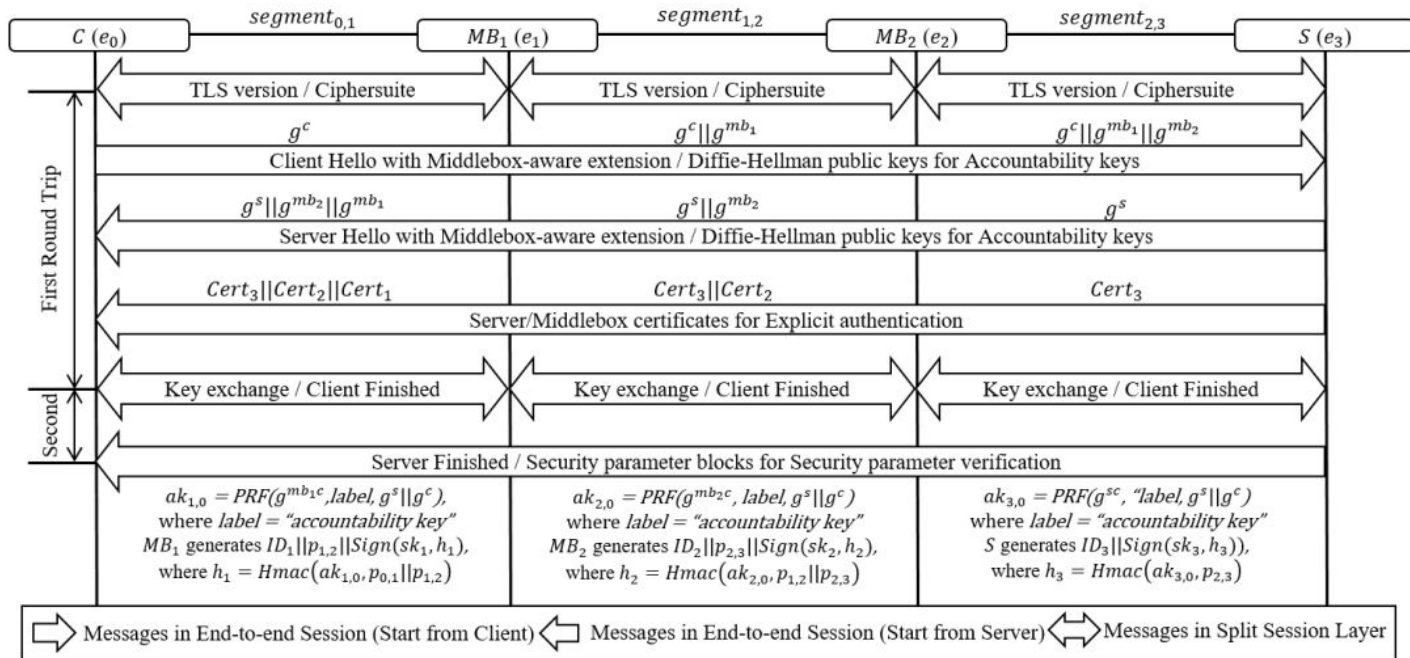 segment₀,₁ segment₁,₂ segment₂,₃
C (e₀) MB₁ (e₁) MB₂ (e₂) S (e₃)
TLS version / Ciphersuite TLS version / Ciphersuite TLS version / Ciphersuite
gᶜ g^c||g^{mb₁} g^c||g^{mb₁}||g^{mb₂}
Client Hello with Middlebox-aware extension / Diffie-Hellman public keys for Accountability keys
First Round Trip
g^s||g^{mb₂}||g^{mb₁} g^s||g^{mb₂} g^s
Server Hello with Middlebox-aware extension / Diffie-Hellman public keys for Accountability keys
Cert₃||Cert₂||Cert₁ Cert₃||Cert₂ Cert₃
Server/Middlebox certificates for Explicit authentication
Key exchange / Client Finished Key exchange / Client Finished Key exchange / Client Finished
Second
Server Finished / Security parameter blocks for Security parameter verification
ak₁,₀ = PRF(g^{mb₁c},label, g^s||g^c),
where label = “accountability key”
MB₁ generates ID₁||p₁,₂||Sign(sk₁, h₁),
where h₁ = Hmac(ak₁,₀, p₀,₁||p₁,₂)
ak₂,₀ = PRF(g^{mb₂c}, label, g^s||g^c)
where label = “accountability key”
MB₂ generates ID₂||p₂,₃||Sign(sk₂, h₂),
where h₂ = Hmac(ak₂,₀, p₁,₂||p₂,₃)
ak₃,₀ = PRF(g^{sc}, “label, g^s||g^c)
where label = “accountability key”
S generates ID₃||Sign(sk₃, h₃)),
where h₃ = Hmac(ak₃,₀, p₂,₃)
Messages in End-to-end Session (Start from Client) Messages in End-to-end Session (Start from Server) Messages in Split Session Layer